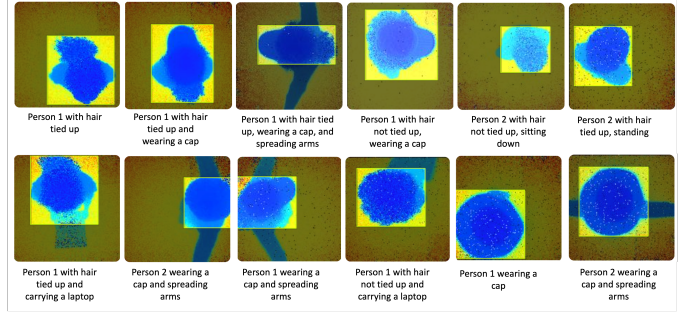 Person 1 with hair
tied up
Person 1 with hair
tied up and
wearing a cap
Person 1 with hair tied
up, wearing a cap, and
spreading arms
Person 1 with hair
not tied up,
wearing a cap
Person 2 with hair
not tied up, sitting
down
Person 2 with hair
tied up, standing
Person 1 with hair
tied up and
carrying a laptop
Person 2 wearing a
cap and spreading
arms
Person 1 wearing a
cap and spreading
arms
Person 1 with hair
not tied up and
carrying a laptop
Person 1 wearing a
cap
Person 2 wearing a
cap and spreading
arms